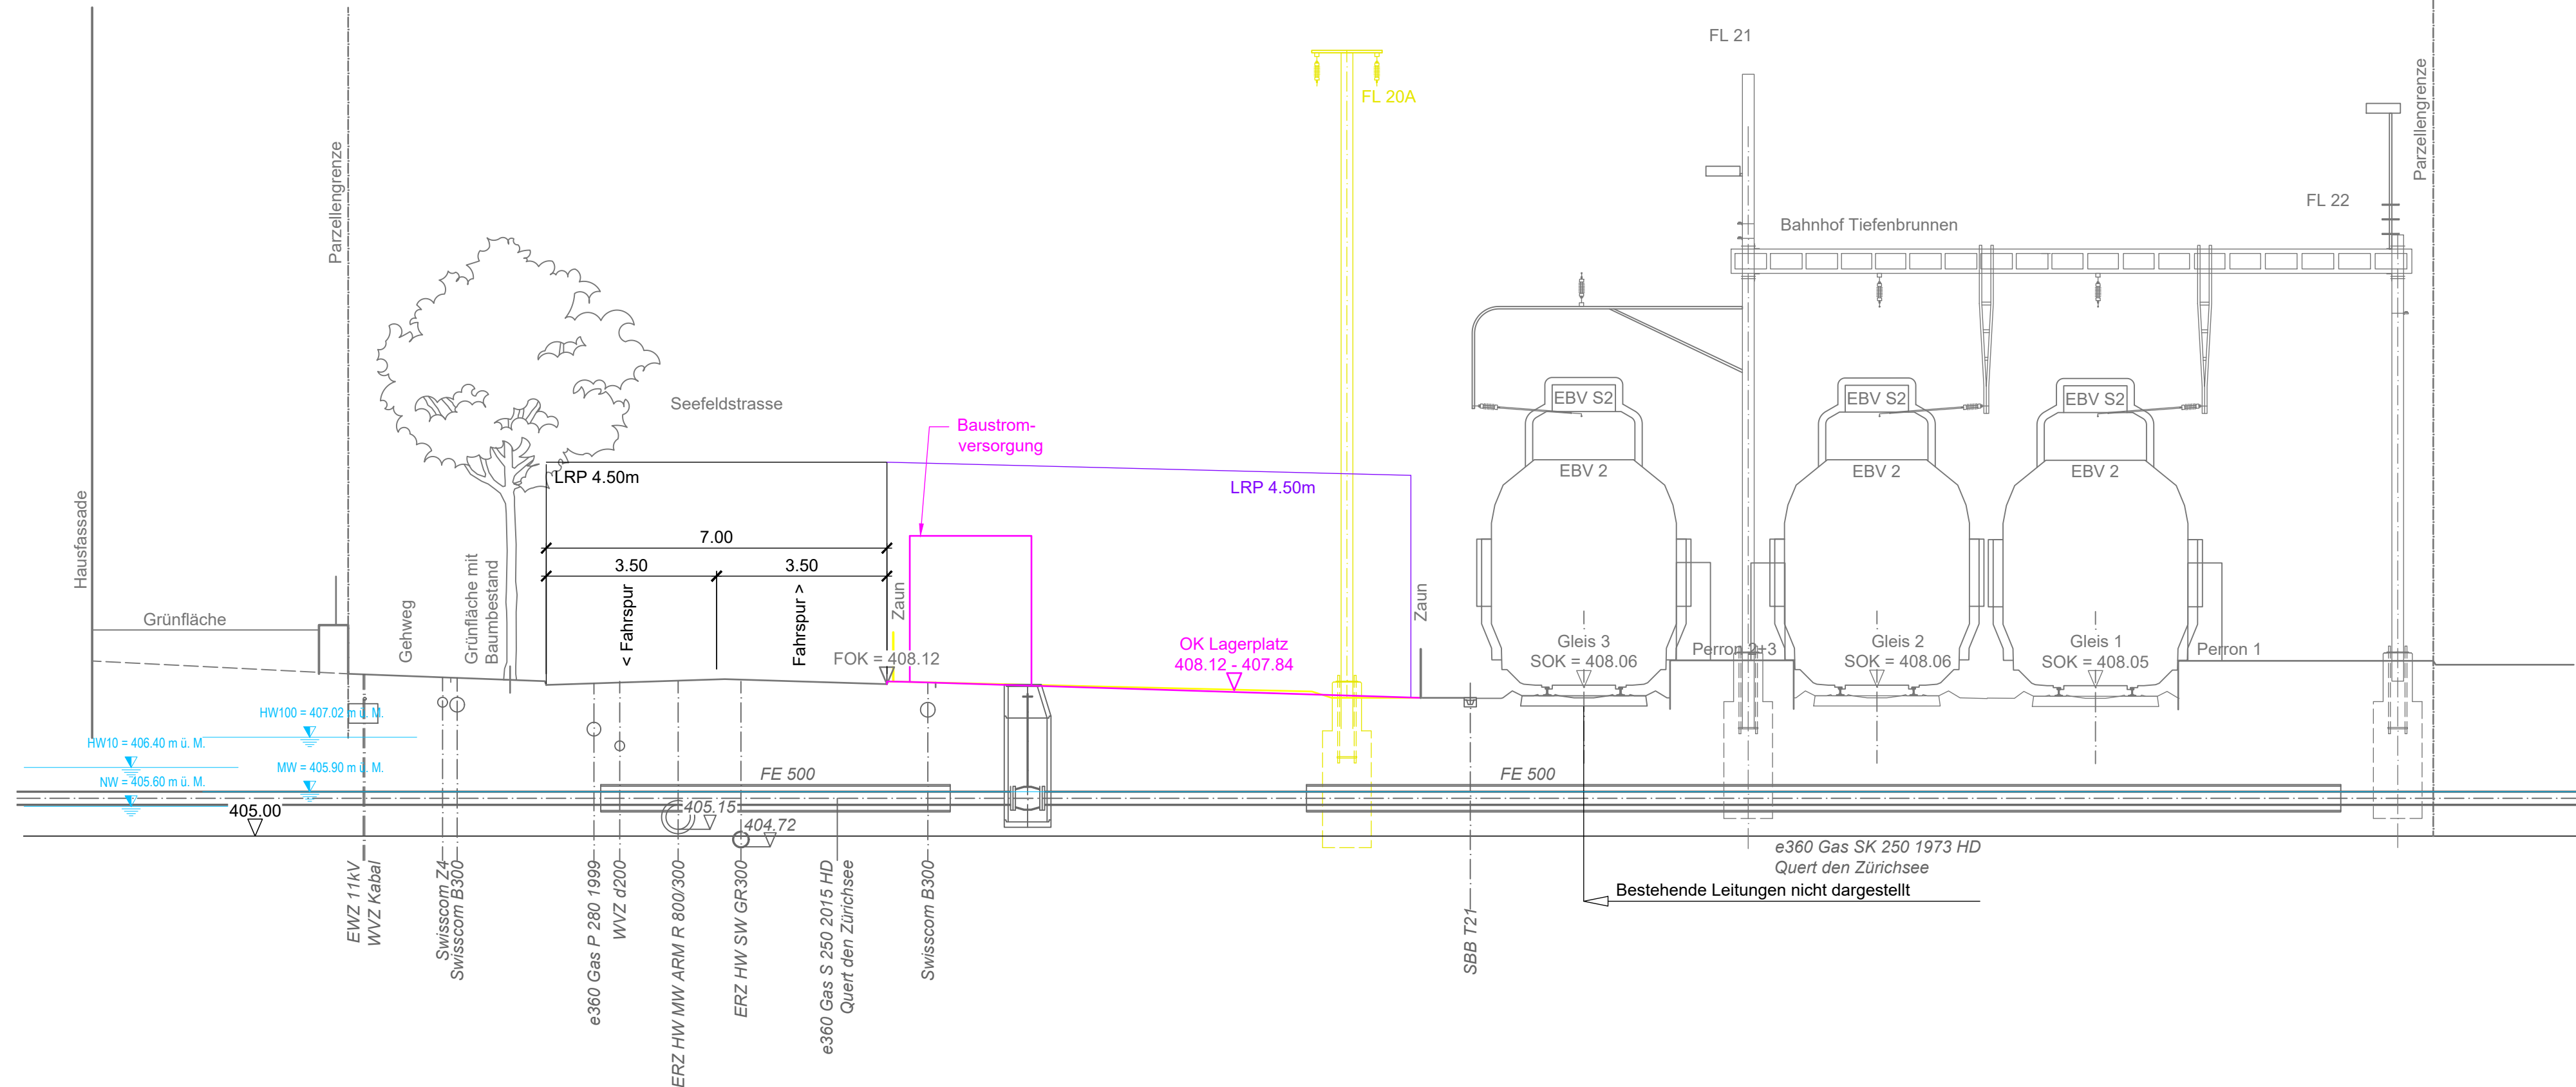 FL 21
FL 20A
Parzellengrenze
Parzellengrenze
FL 22
Bahnhof Tiefenbrunnen
EBV S2
EBV S2
EBV S2
Seefeldstrasse
Baustrom-
versorgung
LRP 4.50m
LRP 4.50m
EBV 2
EBV 2
EBV 2
Hausfassade
7.00
3.50
3.50
Grünfläche
Gehweg
Grünfläche mit
Baumbestand
< Fahrspur
Fahrspur >
Zaun
Zaun
FOK = 408.12
OK Lagerplatz
408.12 - 407.84
Gleis 3
SOK = 408.06
Perron 2+3
Gleis 2
SOK = 408.06
Gleis 1
SOK = 408.05
Perron 1
HW100 = 407.02 m ü. M.
HW10 = 406.40 m ü. M.
MW = 405.90 m ü. M.
NW = 405.60 m ü. M.
FE 500
FE 500
405.00
405.15
404.72
EWZ 11kV
WVZ Kabal
Swisscom Z4
Swisscom B300
e360 Gas P 280 1999
WVZ d200
ERZ HW MW ARM R 800/300
ERZ HW SW GR300
e360 Gas S 250 2015 HD
Quert den Zürichsee
Swisscom B300
SBB T21
e360 Gas SK 250 1973 HD
Quert den Zürichsee
Bestehende Leitungen nicht dargestellt